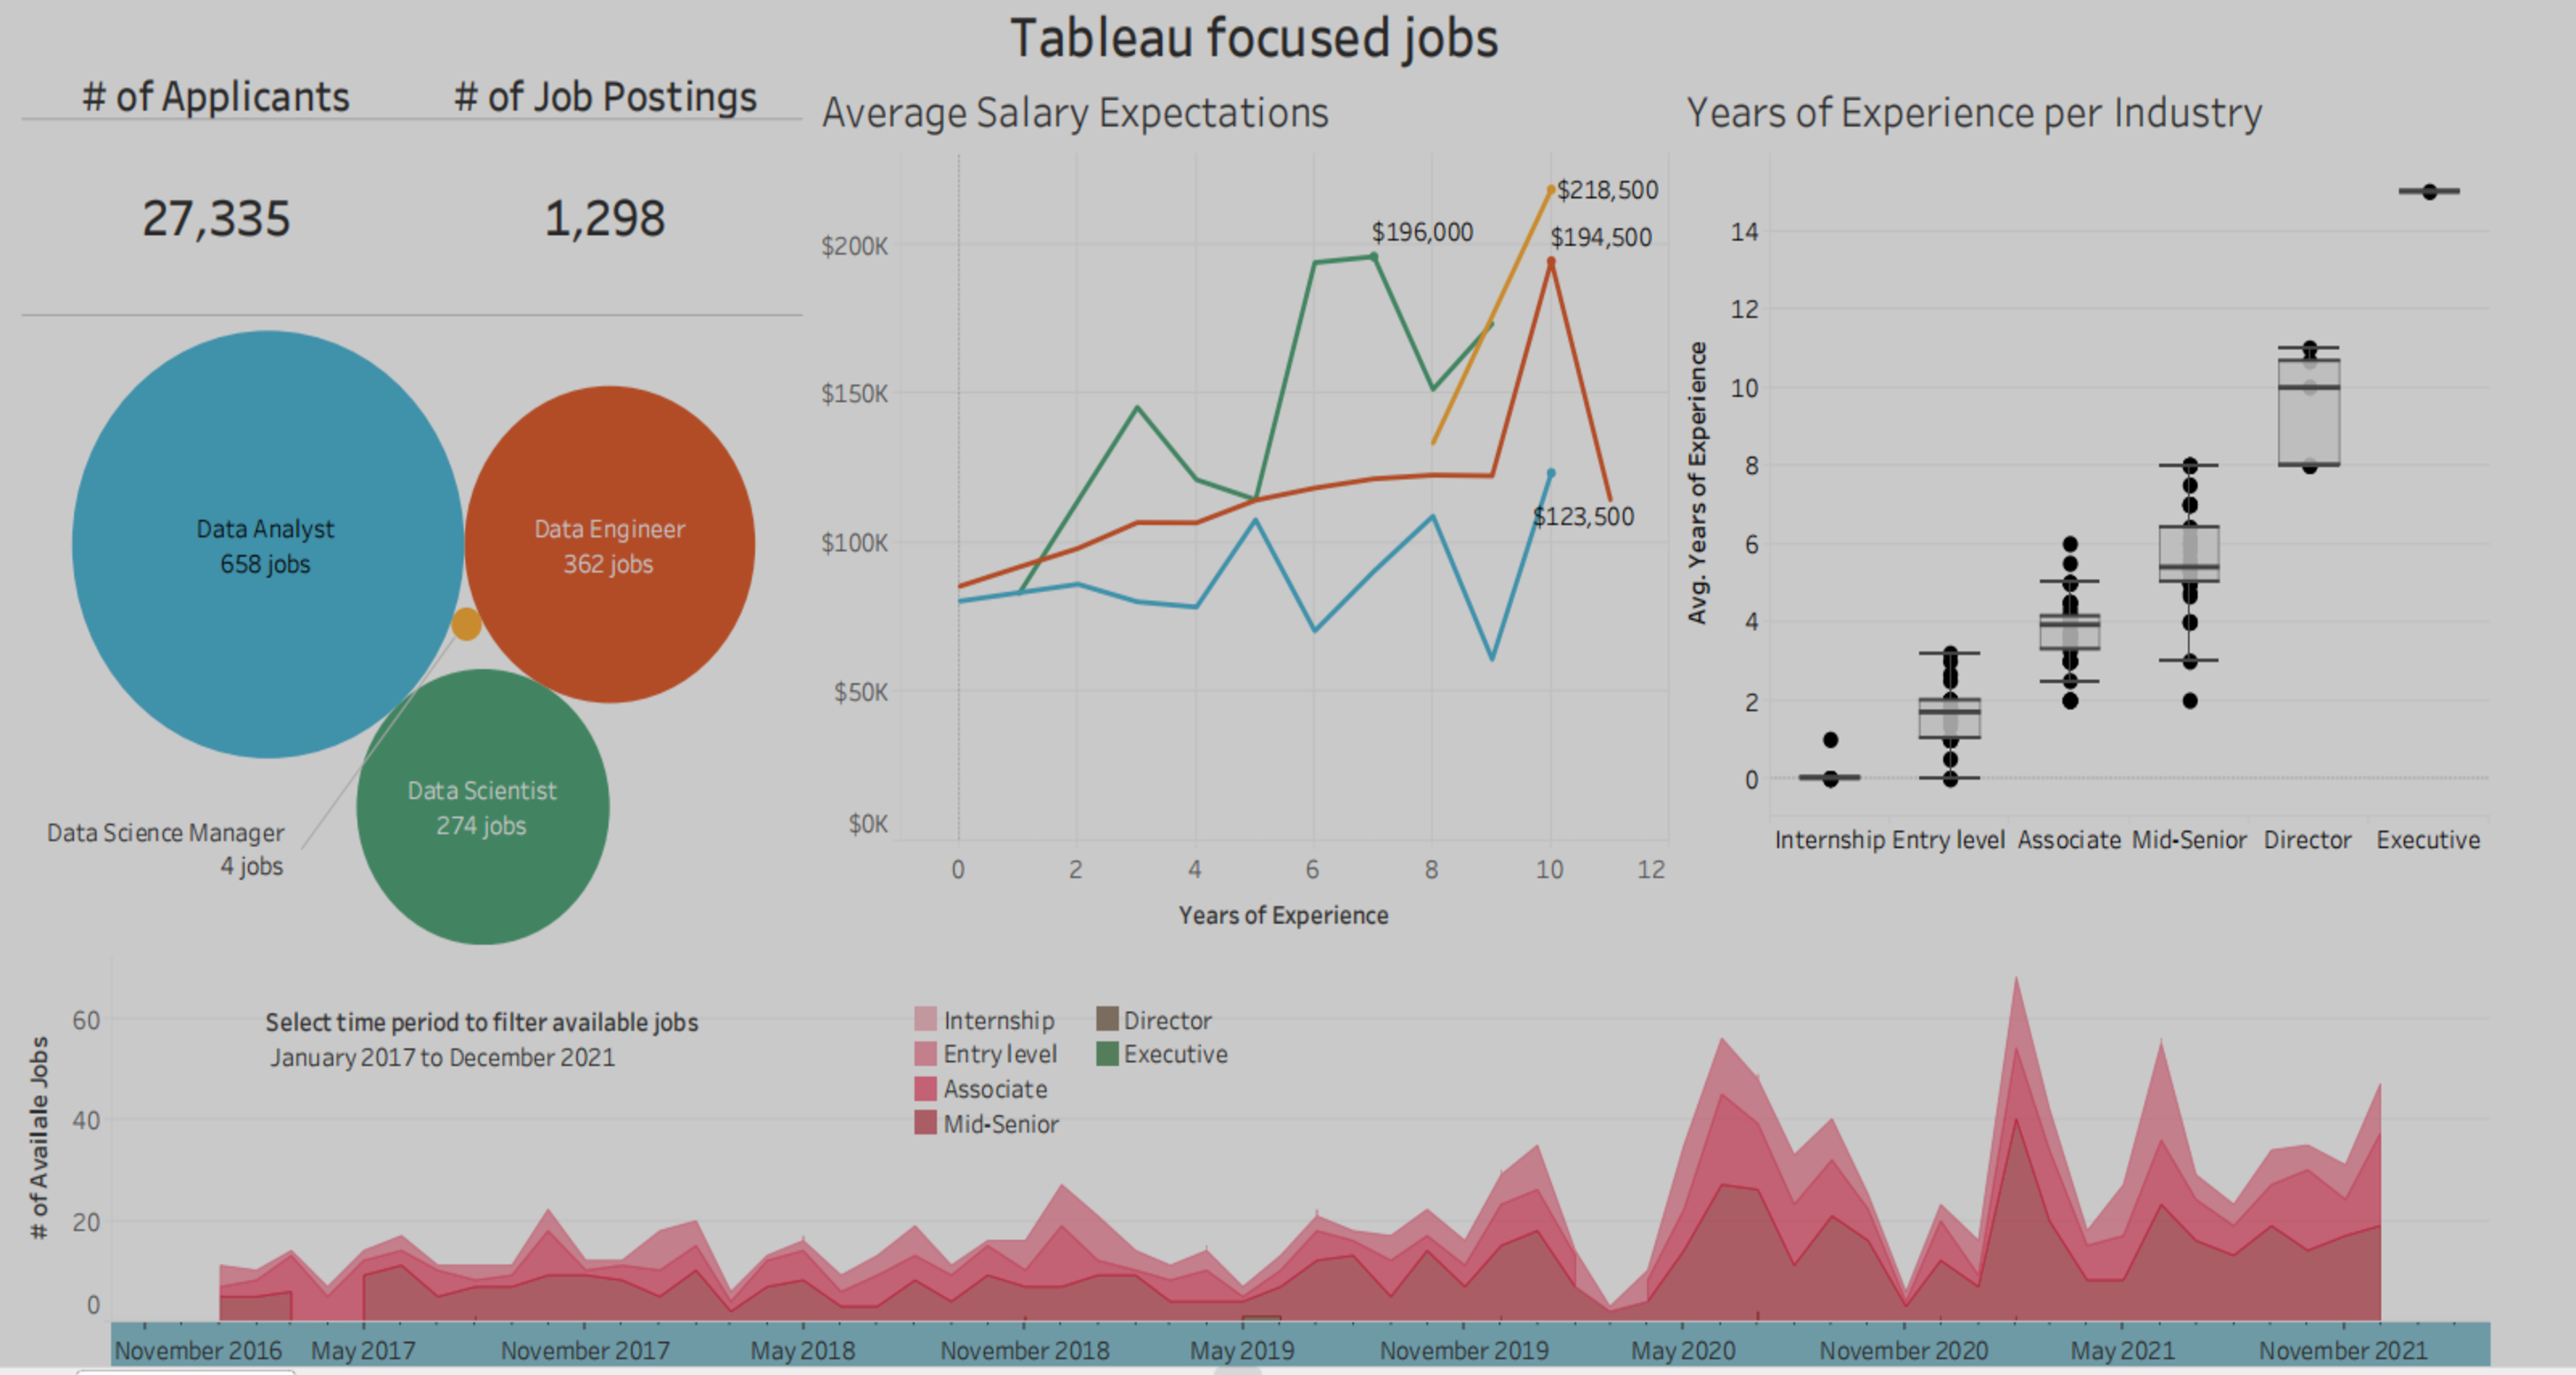 Tableau focused jobs
# of Applicants
# of Job Postings
27,335
1,298
Data Analyst
658 jobs
Data Engineer
362 jobs
Data Scientist
274 jobs
Data Science Manager
4 jobs
Average Salary Expectations
$218,500
$196,000
$194,500
$123,500
$200K
$150K
$100K
$50K
$0K
0 2 4 6 8 10 12
Years of Experience
Years of Experience per Industry
Avg. Years of Experience
14
12
10
8
6
4
2
0
Internship Entry level Associate Mid-Senior Director Executive
Select time period to filter available jobs
January 2017 to December 2021
Internship
Entry level
Associate
Mid-Senior
Director
Executive
# of Availale Jobs
60
40
20
0
November 2016 May 2017 November 2017 May 2018 November 2018 May 2019 November 2019 May 2020 November 2020 May 2021 November 2021